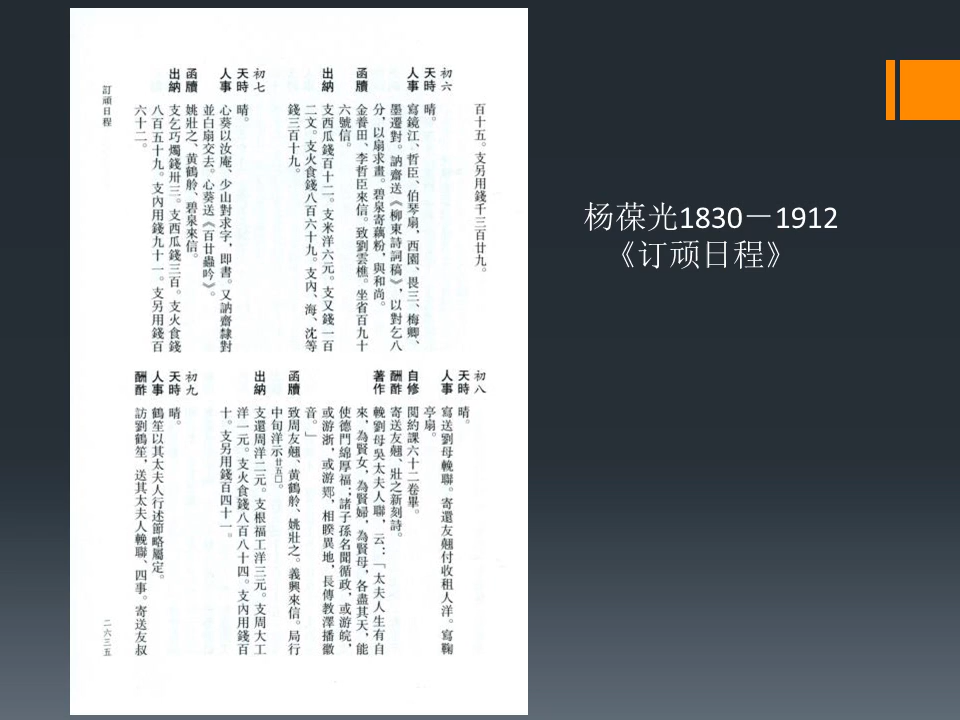 百十五。支另用錢千三百廿九。
初六
天時 晴。
人事 寫鏡江、哲臣、伯琴扇，西園、畏三、梅卿、
墨遷對。訥齋送《柳東詩詞稿》，以對乞八
分，以扇求畫。碧泉寄藕粉，與和尚。
函牘 金養田、李哲臣來信。致劉雲樵。坐省百九十
六號信。
出納 支西瓜錢百十二。支米洋六元。支又錢一百
二文。支火食錢八百六十九。支內、海、沈等
錢三百十九。
初七
天時 晴。
人事 心葵以汝庵、少山對求字，即書。又訥齋隸對
並白扇交去。心葵送《百廿蟲吟》。
函牘 姚壯之、黃鶴舲、碧泉來信。
出納 支乞巧燭錢卅三。支西瓜錢三百。支火食錢
八百五十九。支內用錢九十一。支另用錢百
六十二。
訂頑日程
初八
天時 晴。
人事 寫送劉母輓聯。寄還友翹付收租人洋。寫鞠
亭扇。
自修 閱約課六十二卷畢。
酬酢 寄送友翹、壯之新刻詩。
著作 輓劉母吳太夫人聯，云：「太夫人生有自
來，為賢女，為賢婦，為賢母，各盡其天，能
使德門綿厚福；諸子孫名聞循政，或游皖，
或游浙，或游鄂，相睽異地，長傳教澤播徽
音。」
函牘 致周友翹、黃鶴舲、姚壯之。義興來信。局行
中旬洋示廿五□。
出納 支還周洋二元。支根福工洋三元。支周大工
洋一元。支火食錢八百八十四。支內用錢百
十。支另用錢百四十一。
初九
天時 晴。
人事 鶴笙以其太夫人行述節略屬定。
酬酢 訪劉鶴笙，送其太夫人輓聯、四事。寄送友叔
二六三五
杨葆光1830－1912
《订顽日程》